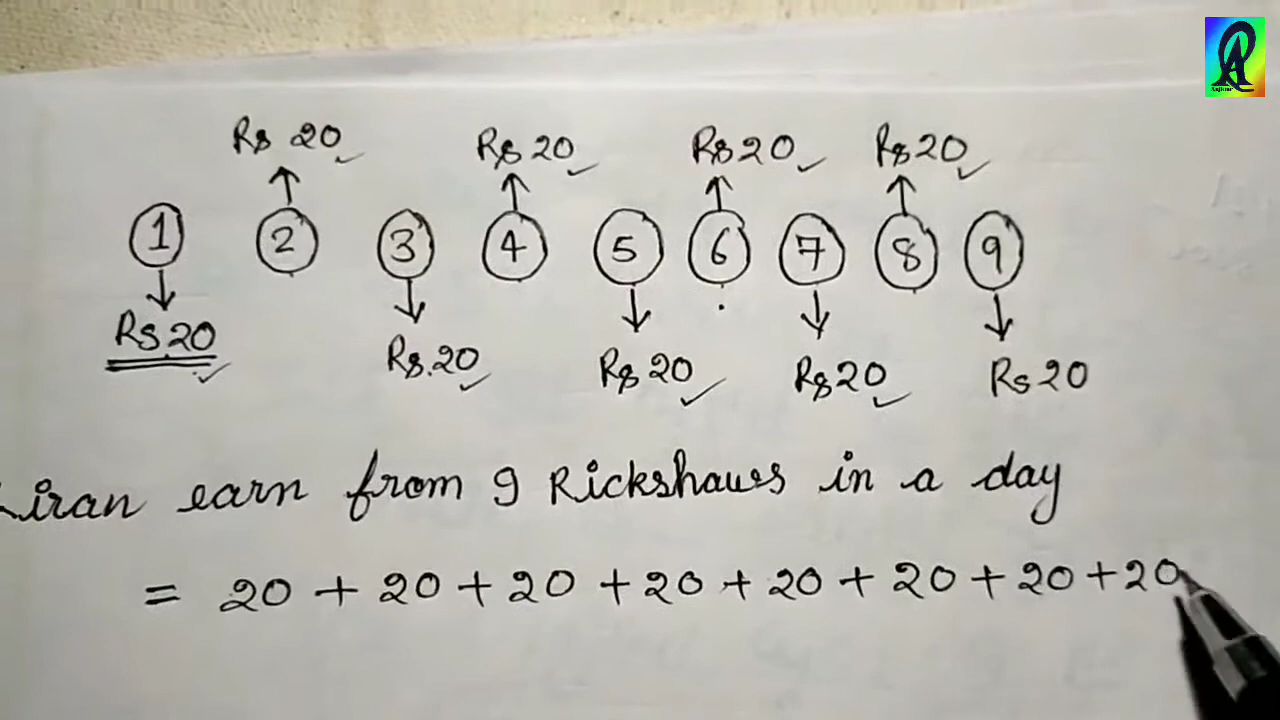 Rs 20 Rs 20 Rs 20 Rs 20
1 2 3 4 5 6 7 8 9
Rs.20 Rs.20 Rs 20 Rs 20 Rs 20
Kiran earn from 9 Rickshaws in a day
= 20 + 20 + 20 + 20 + 20 + 20 + 20 + 20